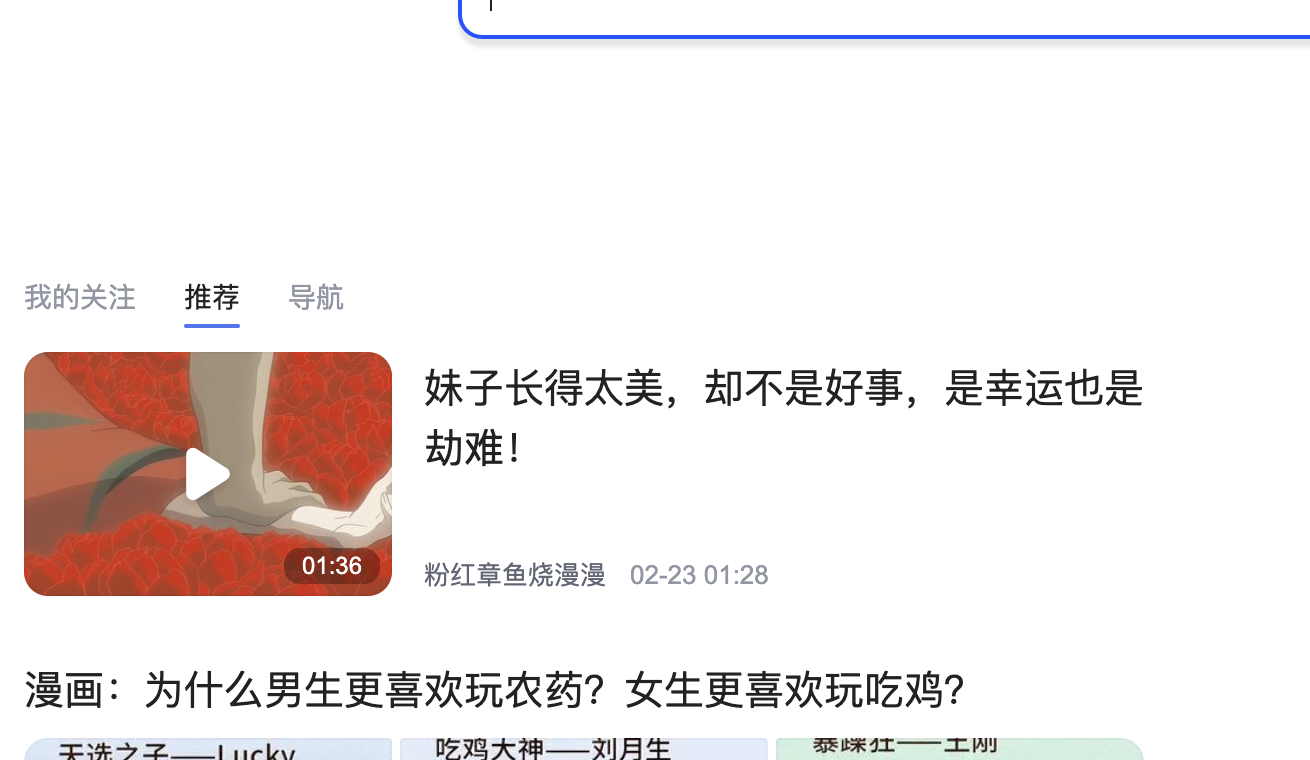 我的关注 推荐 导航
妹子长得太美，却不是好事，是幸运也是
劫难！
01:36
粉红章鱼烧漫漫 02-23 01:28
漫画：为什么男生更喜欢玩农药？女生更喜欢玩吃鸡？
天选之子——Lucky 吃鸡大神——刘月生 暴躁狂——王刚